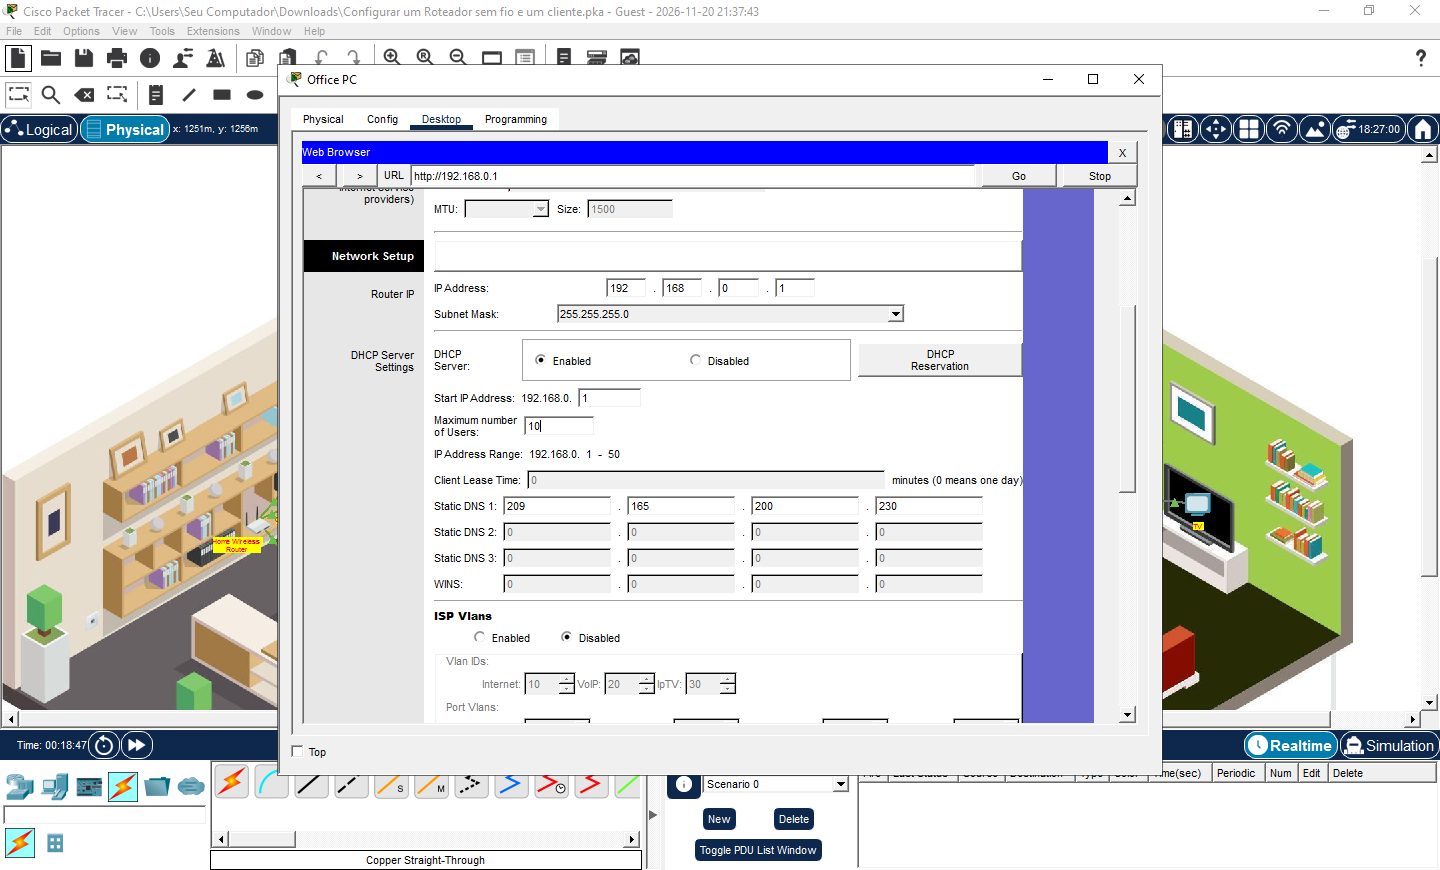 Cisco Packet Tracer - C:\Users\Seu Computador\Downloads\Configurar um Roteador sem fio e um cliente.pka - Guest - 2026-11-20 21:37:43
File Edit Options View Tools Extensions Window Help
Office PC
Logical Physical x: 1251m, y: 1256m
18:27:00
Physical Config Desktop Programming
Web Browser X
< > URL http://192.168.0.1 Go Stop
providers)
MTU: Size: 1500
Network Setup
Router IP
IP Address: 192 . 168 . 0 . 1
Subnet Mask: 255.255.255.0
DHCP Server Settings
DHCP Server: Enabled Disabled
DHCP Reservation
Start IP Address: 192.168.0. 1
Maximum number of Users: 10
IP Address Range: 192.168.0. 1 - 50
Client Lease Time: 0 minutes (0 means one day)
Static DNS 1: 209 . 165 . 200 . 230
Static DNS 2: 0 . 0 . 0 . 0
Static DNS 3: 0 . 0 . 0 . 0
WINS: 0 . 0 . 0 . 0
ISP Vlans
Enabled Disabled
Vlan IDs:
Internet: 10 VoIP: 20 IpTV: 30
Port Vlans:
Home Wireless Router
TV
Top
Time: 00:18:47
Realtime Simulation
Scenario 0
New Delete
Toggle PDU List Window
Time(sec) Periodic Num Edit Delete
S M
Copper Straight-Through